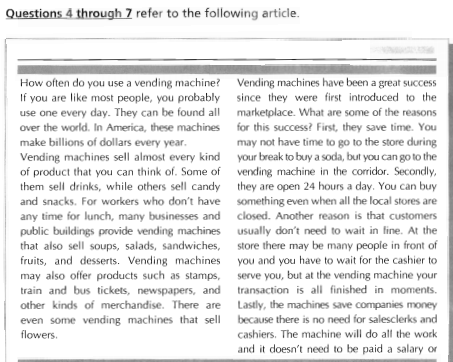 Questions 4 through 7 refer to the following article.
How often do you use a vending machine?
If you are like most people, you probably
use one every day. They can be found all
over the world. In America, these machines
make billions of dollars every year.
Vending machines sell almost every kind
of product that you can think of. Some of
them sell drinks, while others sell candy
and snacks. For workers who don't have
any time for lunch, many businesses and
public buildings provide vending machines
that also sell soups, salads, sandwiches,
fruits, and desserts. Vending machines
may also offer products such as stamps,
train and bus tickets, newspapers, and
other kinds of merchandise. There are
even some vending machines that sell
flowers.
Vending machines have been a great success
since they were first introduced to the
marketplace. What are some of the reasons
for this success? First, they save time. You
may not have time to go to the store during
your break to buy a soda, but you can go to the
vending machine in the corridor. Secondly,
they are open 24 hours a day. You can buy
something even when all the local stores are
closed. Another reason is that customers
usually don't need to wait in line. At the
store there may be many people in front of
you and you have to wait for the cashier to
serve you, but at the vending machine your
transaction is all finished in moments.
Lastly, the machines save companies money
because there is no need for salesclerks and
cashiers. The machine will do all the work
and it doesn't need to be paid a salary or